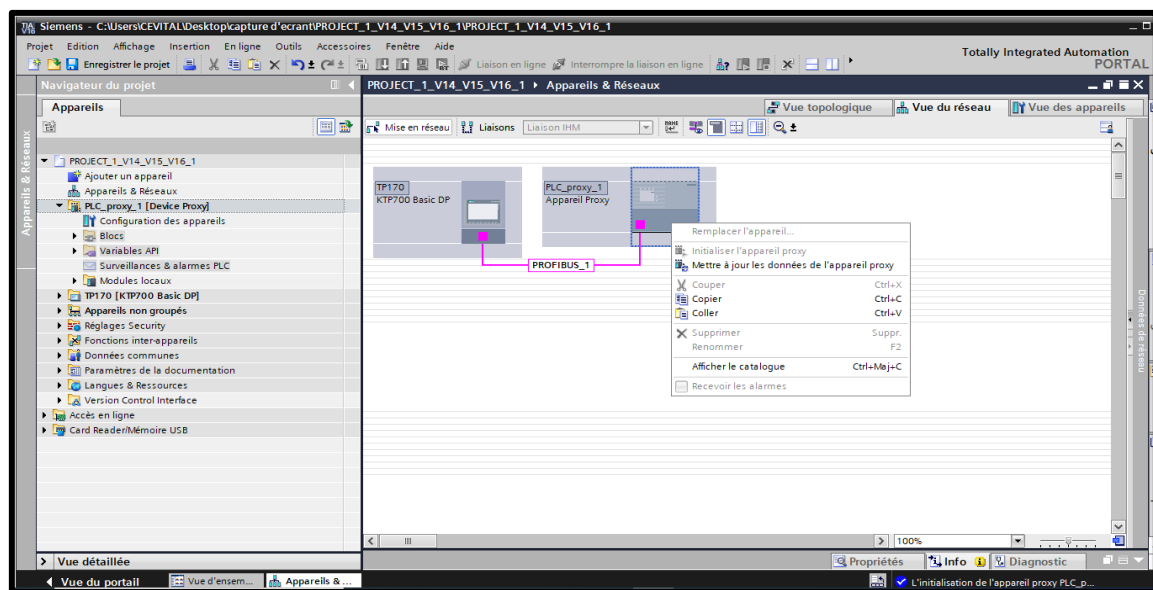 Siemens - C:\Users\CEVITAL\Desktop\capture d'ecrant\PROJECT_1_V14_V15_V16_1\PROJECT_1_V14_V15_V16_1
Projet Edition Affichage Insertion En ligne Outils Accessoires Fenêtre Aide
Totally Integrated Automation
PORTAL
Enregistrer le projet Liaison en ligne Interrompre la liaison en ligne
Navigateur du projet
PROJECT_1_V14_V15_V16_1 Appareils & Réseaux
Appareils
Vue topologique Vue du réseau Vue des appareils
Mise en réseau Liaisons Liaison IHM
Appareils & Réseaux
PROJECT_1_V14_V15_V16_1
Ajouter un appareil
Appareils & Réseaux
PLC_proxy_1 [Device Proxy]
Configuration des appareils
Blocs
Variables API
Surveillances & alarmes PLC
Modules locaux
TP170 [KTP700 Basic DP]
Appareils non groupés
Réglages Security
Fonctions inter-appareils
Données communes
Paramètres de la documentation
Langues & Ressources
Version Control Interface
Accès en ligne
Card Reader/Mémoire USB
TP170
KTP700 Basic DP
PLC_proxy_1
Appareil Proxy
PROFIBUS_1
Remplacer l'appareil...
Initialiser l'appareil proxy
Mettre à jour les données de l'appareil proxy
Couper Ctrl+X
Copier Ctrl+C
Coller Ctrl+V
Supprimer Suppr.
Renommer F2
Afficher le catalogue Ctrl+Maj+C
Recevoir les alarmes
Données de réseau
100%
Vue détaillée
Propriétés Info Diagnostic
Vue du portail Vue d'ensem... Appareils & ...
L'initialisation de l'appareil proxy PLC_p...